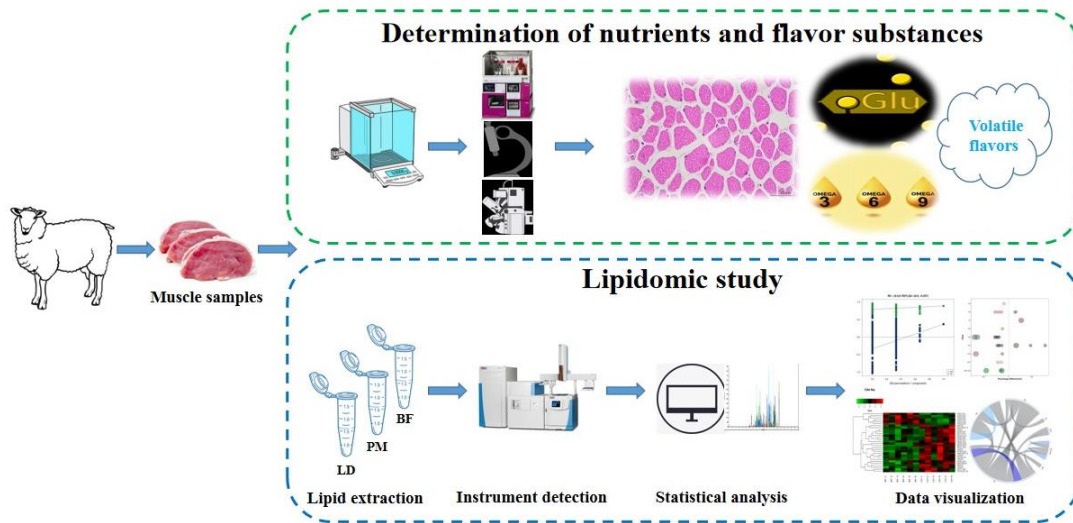 Determination of nutrients and flavor substances
Glu
Volatile
flavors
OMEGA
3
OMEGA
6
OMEGA
9
Muscle samples
Lipidomic study
LD
PM
BF
Lipid extraction
Instrument detection
Statistical analysis
Data visualization